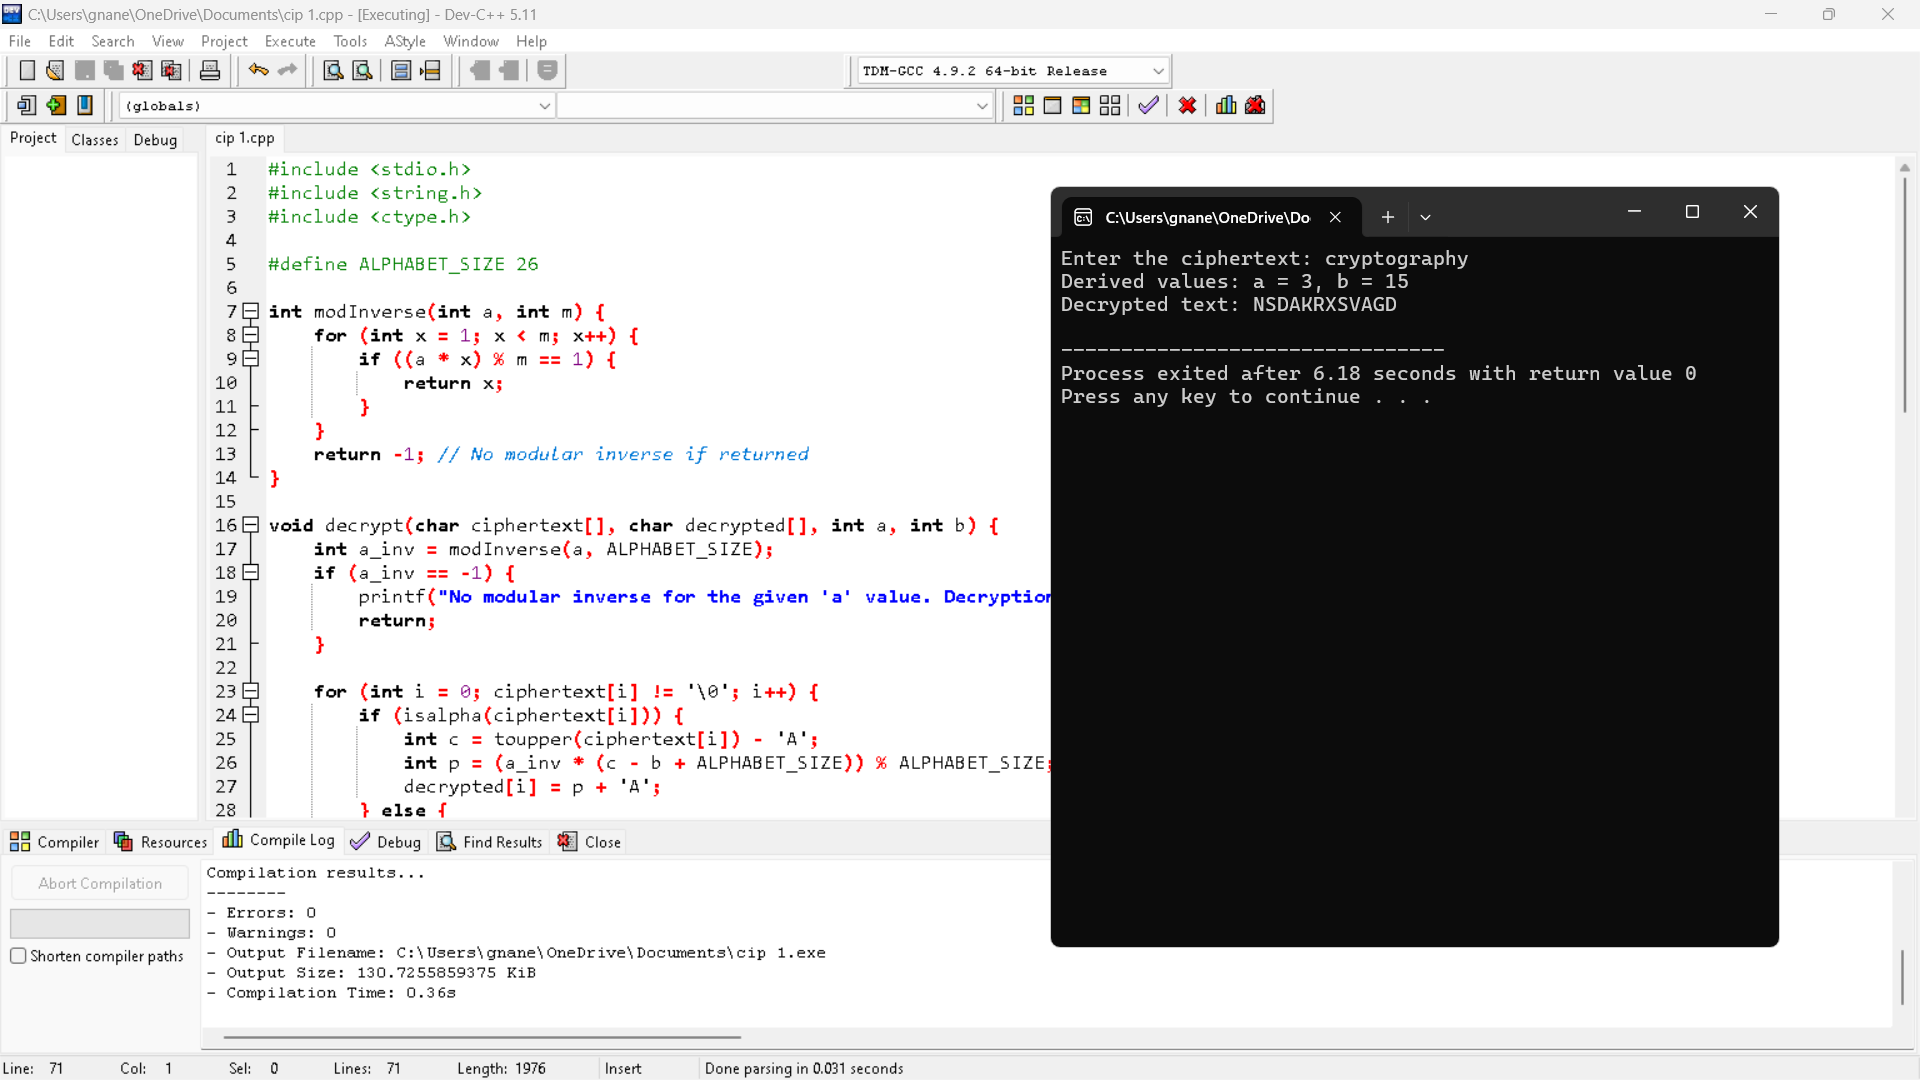 C:\Users\gnane\OneDrive\Documents\cip 1.cpp - [Executing] - Dev-C++ 5.11
File Edit Search View Project Execute Tools AStyle Window Help
TDM-GCC 4.9.2 64-bit Release
(globals)
Project Classes Debug
cip 1.cpp
1 #include <stdio.h>
2 #include <string.h>
3 #include <ctype.h>
4
5 #define ALPHABET_SIZE 26
6
7 int modInverse(int a, int m) {
8 for (int x = 1; x < m; x++) {
9 if ((a * x) % m == 1) {
10 return x;
11 }
12 }
13 return -1; // No modular inverse if returned
14 }
15
16 void decrypt(char ciphertext[], char decrypted[], int a, int b) {
17 int a_inv = modInverse(a, ALPHABET_SIZE);
18 if (a_inv == -1) {
19 printf("No modular inverse for the given 'a' value. Decryption
20 return;
21 }
22
23 for (int i = 0; ciphertext[i] != '\0'; i++) {
24 if (isalpha(ciphertext[i])) {
25 int c = toupper(ciphertext[i]) - 'A';
26 int p = (a_inv * (c - b + ALPHABET_SIZE)) % ALPHABET_SIZE;
27 decrypted[i] = p + 'A';
28 } else {
C:\Users\gnane\OneDrive\Do
Enter the ciphertext: cryptography
Derived values: a = 3, b = 15
Decrypted text: NSDAKRXSVAGD
--------------------------------
Process exited after 6.18 seconds with return value 0
Press any key to continue . . .
Compiler Resources Compile Log Debug Find Results Close
Abort Compilation
Shorten compiler paths
Compilation results...
--------
- Errors: 0
- Warnings: 0
- Output Filename: C:\Users\gnane\OneDrive\Documents\cip 1.exe
- Output Size: 130.7255859375 KiB
- Compilation Time: 0.36s
Line: 71 Col: 1 Sel: 0 Lines: 71 Length: 1976 Insert Done parsing in 0.031 seconds